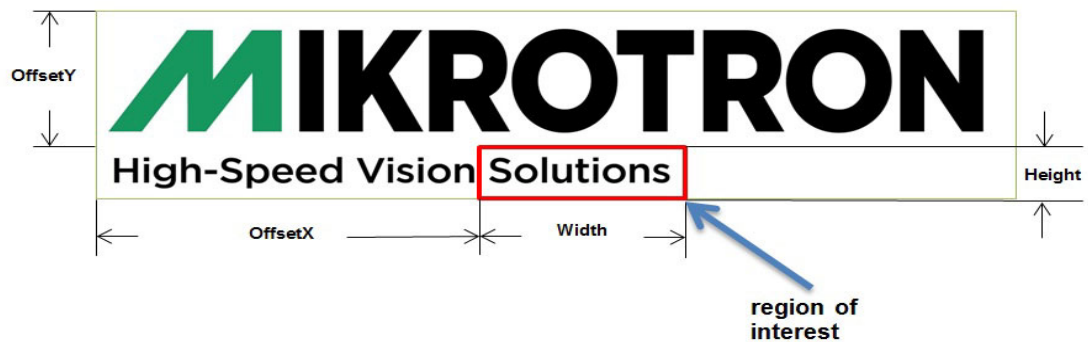 OffsetY
MIKROTRON
High-Speed Vision Solutions
Height
OffsetX
Width
region of
interest